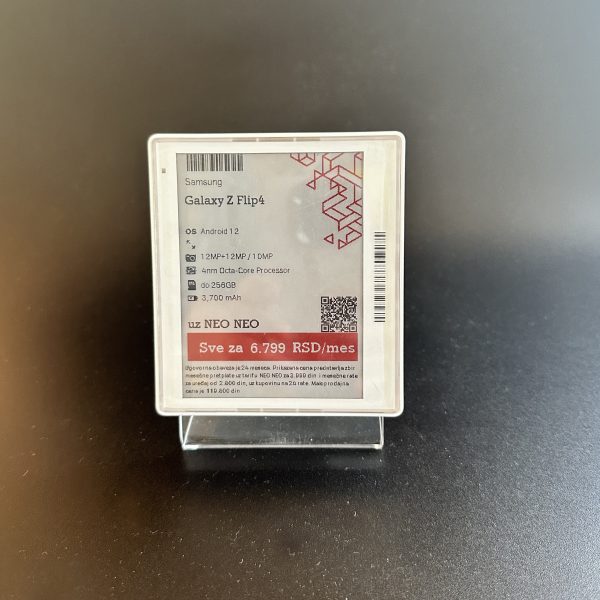 Samsung
Galaxy Z Flip4
OS Android 12
12MP+12MP / 10MP
4nm Octa-Core Processor
do 256GB
3,700 mAh
uz NEO NEO
Sve za 6.799 RSD/mes
Ugovorna obaveza je 24 meseca. Prikazana cena predstavlja zbir
mesečne pretplate uz tarifu NEO NEO za 3.999 din i mesečne rate
za uređaj od 2.800 din, uz kupovinu na 24 rate. Maloprodajna
cena je 119.800 din